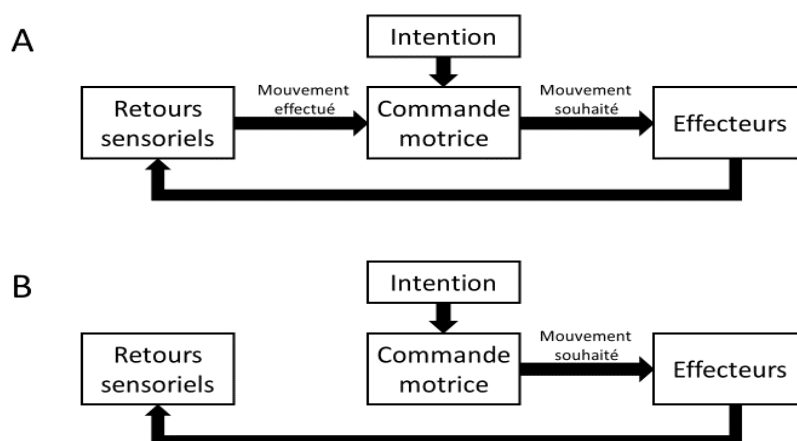 A
Intention
Mouvement
effectué
Mouvement
souhaité
Retours
sensoriels
Commande
motrice
Effecteurs
B
Intention
Mouvement
souhaité
Retours
sensoriels
Commande
motrice
Effecteurs